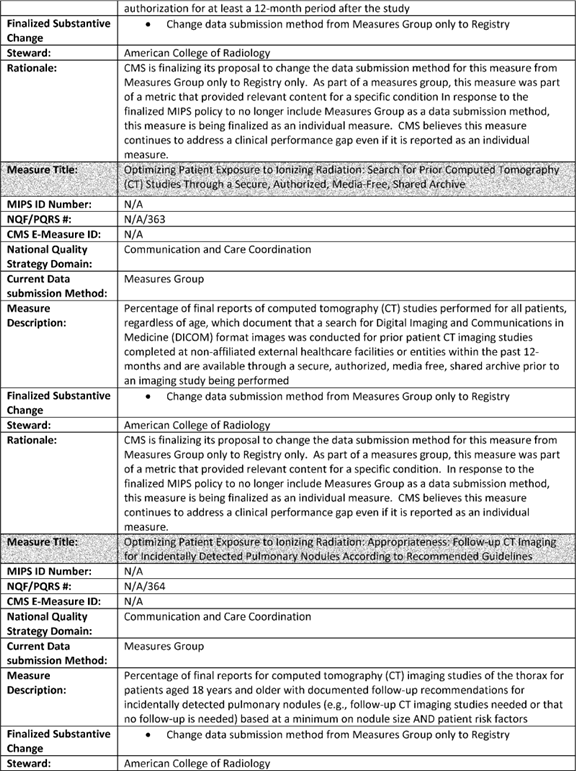 authorization for at least a 12-month period after the study
Finalized Substantive Change
• Change data submission method from Measures Group only to Registry
Steward: American College of Radiology
Rationale: CMS is finalizing its proposal to change the data submission method for this measure from
Measures Group only to Registry only. As part of a measures group, this measure was part
of a metric that provided relevant content for a specific condition In response to the
finalized MIPS policy to no longer include Measures Group as a data submission method,
this measure is being finalized as an individual measure. CMS believes this measure
continues to address a clinical performance gap even if it is reported as an individual
measure.
Measure Title: Optimizing Patient Exposure to Ionizing Radiation: Search for Prior Computed Tomography
(CT) Studies Through a Secure, Authorized, Media-Free, Shared Archive
MIPS ID Number: N/A
NQF/PQRS #: N/A/363
CMS E-Measure ID: N/A
National Quality
Strategy Domain:
Communication and Care Coordination
Current Data
submission Method:
Measures Group
Measure
Description:
Percentage of final reports of computed tomography (CT) studies performed for all patients,
regardless of age, which document that a search for Digital Imaging and Communications in
Medicine (DICOM) format images was conducted for prior patient CT imaging studies
completed at non-affiliated external healthcare facilities or entities within the past 12-
months and are available through a secure, authorized, media free, shared archive prior to
an imaging study being performed
Finalized Substantive
Change
• Change data submission method from Measures Group only to Registry
Steward: American College of Radiology
Rationale: CMS is finalizing its proposal to change the data submission method for this measure from
Measures Group only to Registry only. As part of a measures group, this measure was part
of a metric that provided relevant content for a specific condition. In response to the
finalized MIPS policy to no longer include Measures Group as a data submission method,
this measure is being finalized as an individual measure. CMS believes this measure
continues to address a clinical performance gap even if it is reported as an individual
measure.
Measure Title: Optimizing Patient Exposure to Ionizing Radiation: Appropriateness: Follow-up CT Imaging
for Incidentally Detected Pulmonary Nodules According to Recommended Guidelines
MIPS ID Number: N/A
NQF/PQRS #: N/A/364
CMS E-Measure ID: N/A
National Quality
Strategy Domain:
Communication and Care Coordination
Current Data
submission Method:
Measures Group
Measure
Description:
Percentage of final reports for computed tomography (CT) imaging studies of the thorax for
patients aged 18 years and older with documented follow-up recommendations for
incidentally detected pulmonary nodules (e.g., follow-up CT imaging studies needed or that
no follow-up is needed) based at a minimum on nodule size AND patient risk factors
Finalized Substantive
Change
• Change data submission method from Measures Group only to Registry
Steward: American College of Radiology